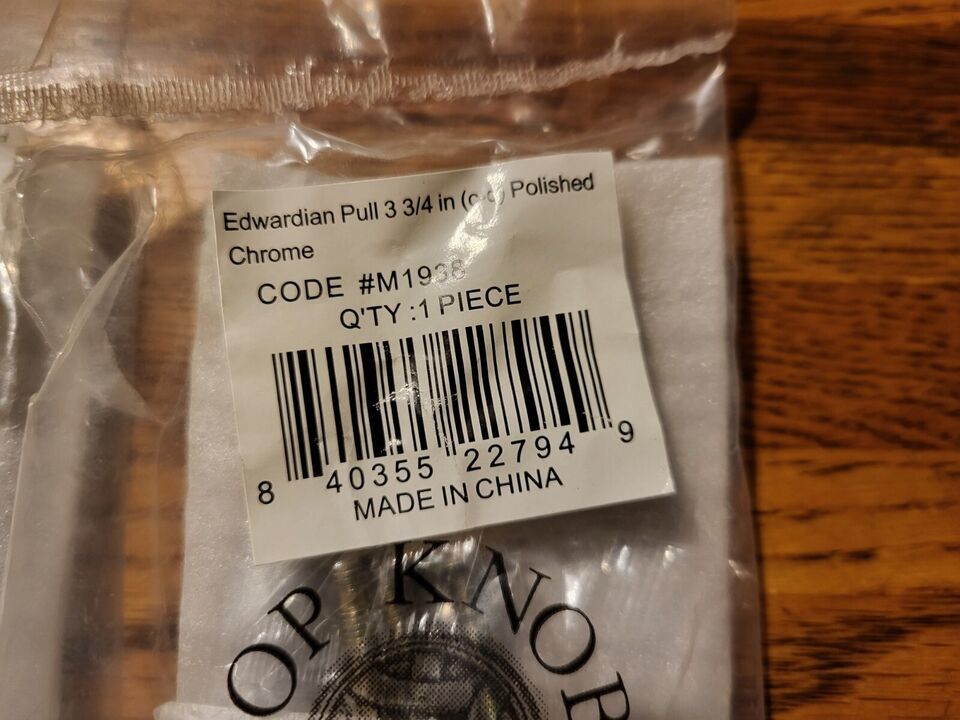 Edwardian Pull 3 3/4 in (c-c) Polished
Chrome
CODE #M1938
Q'TY :1 PIECE
8 40355 22794 9
MADE IN CHINA
OP KNOB